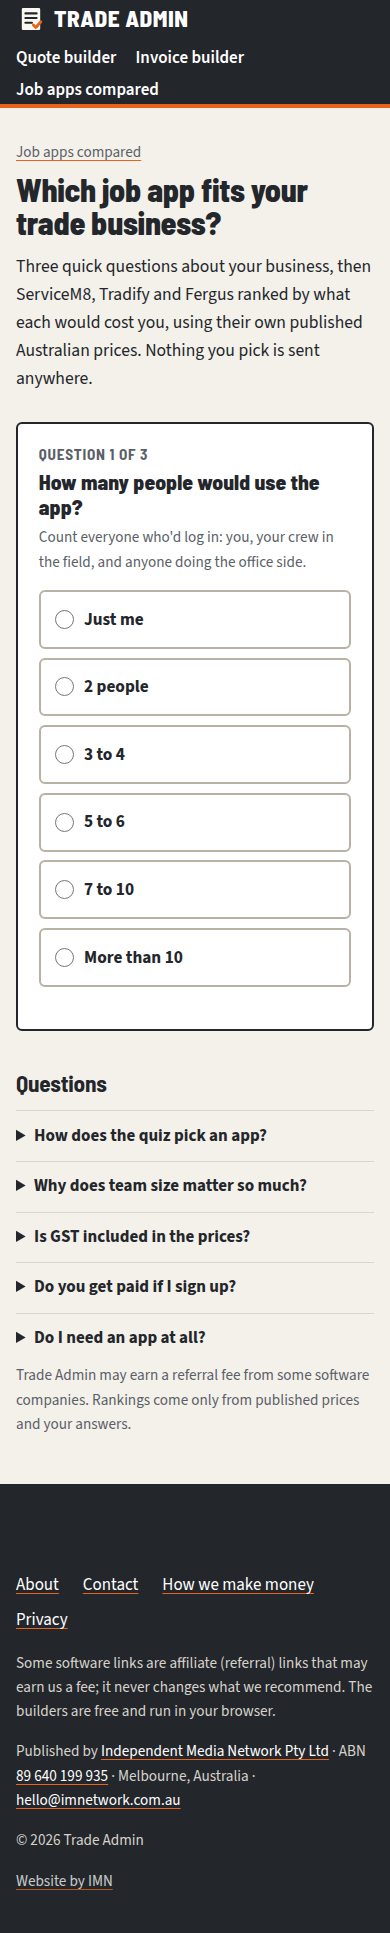 TRADE ADMIN
Quote builder Invoice builder
Job apps compared
Job apps compared
Which job app fits your
trade business?
Three quick questions about your business, then
ServiceM8, Tradify and Fergus ranked by what
each would cost you, using their own published
Australian prices. Nothing you pick is sent
anywhere.
QUESTION 1 OF 3
How many people would use the
app?
Count everyone who'd log in: you, your crew in
the field, and anyone doing the office side.
Just me
2 people
3 to 4
5 to 6
7 to 10
More than 10
Questions
How does the quiz pick an app?
Why does team size matter so much?
Is GST included in the prices?
Do you get paid if I sign up?
Do I need an app at all?
Trade Admin may earn a referral fee from some software
companies. Rankings come only from published prices
and your answers.
About Contact How we make money
Privacy
Some software links are affiliate (referral) links that may
earn us a fee; it never changes what we recommend. The
builders are free and run in your browser.
Published by Independent Media Network Pty Ltd · ABN
89 640 199 935 · Melbourne, Australia ·
hello@imnetwork.com.au
© 2026 Trade Admin
Website by IMN